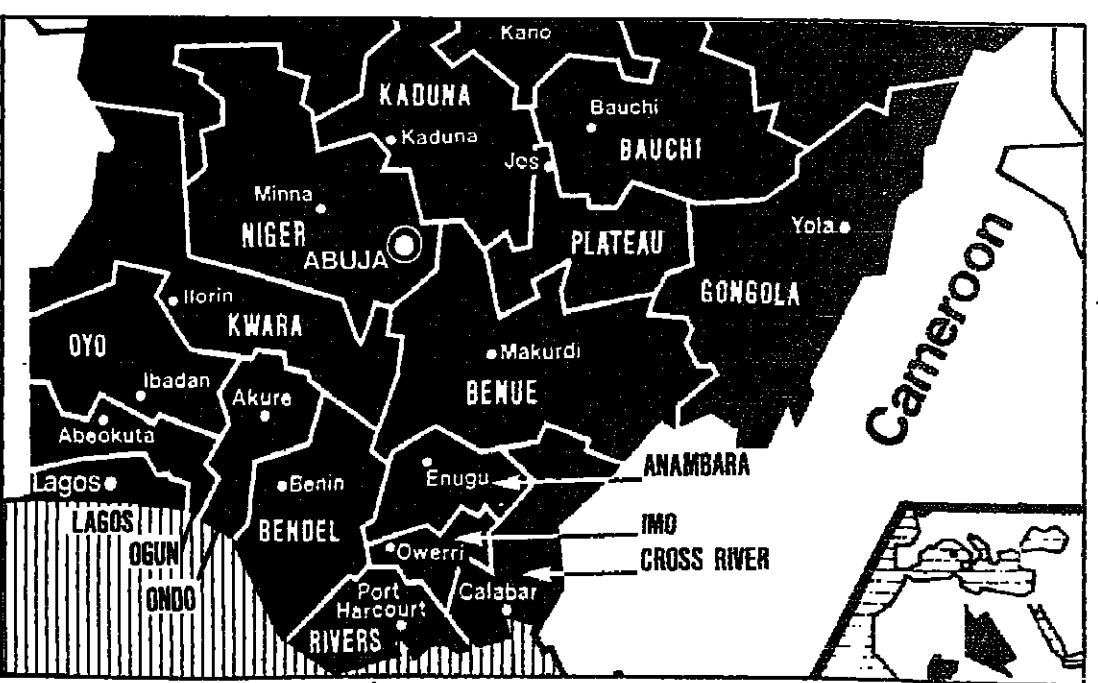 Kano
KADUNA
Bauchi
Kaduna
BAUCHI
Jos
Minna
NIGER
ABUJA
PLATEAU
Yola
GONGOLA
Cameroon
Ilorin
KWARA
OYO
Makurdi
Ibadan
BENUE
Akure
Abeokuta
ANAMBARA
Enugu
Lagos
Benin
LAGOS
IMO
BENDEL
OGUN
Owerri
CROSS RIVER
ONDO
Port
Harcourt
Calabar
RIVERS